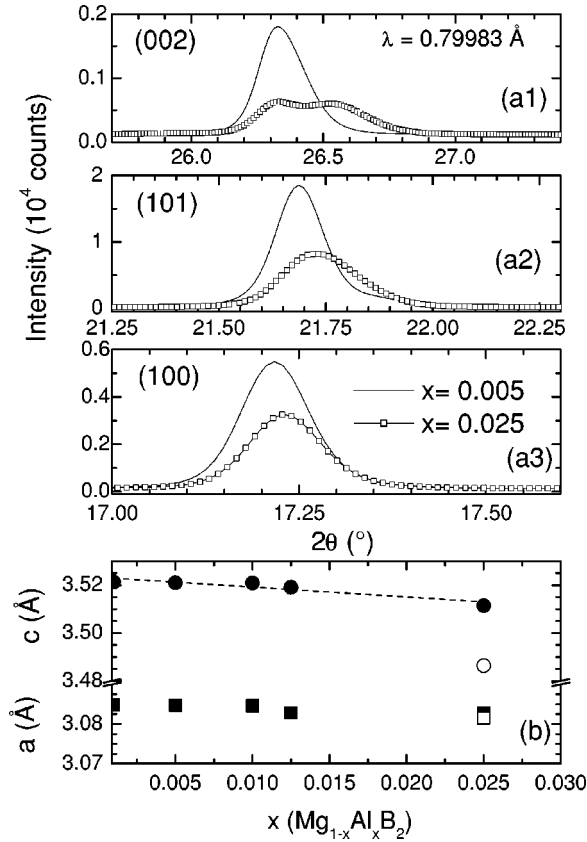 (002)
λ = 0.79983 Å
(a1)
0.2
0.1
0.0
26.0 26.5 27.0
(101)
(a2)
2
1
0
21.25 21.50 21.75 22.00 22.25
(100)
x= 0.005
x= 0.025
(a3)
0.6
0.4
0.2
0.0
17.00 17.25 17.50
Intensity (10⁴ counts)
2θ (°)
3.52
3.50
3.48
3.08
3.07
c (Å)
a (Å)
(b)
0.005 0.010 0.015 0.020 0.025 0.030
x (Mg₁₋ₓAlₓB₂)